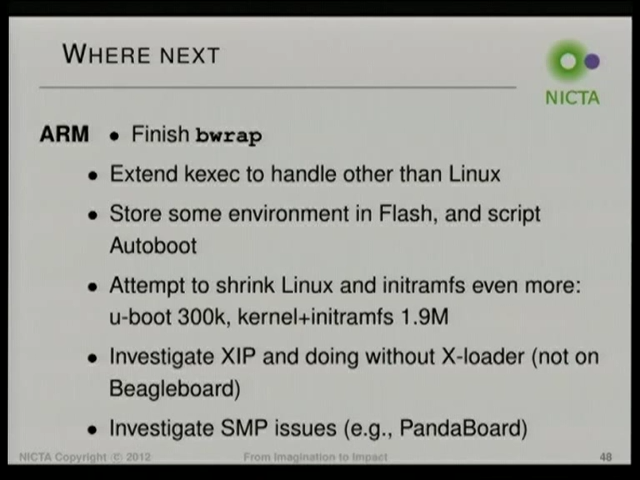 WHERE NEXT
NICTA
ARM • Finish bwrap
• Extend kexec to handle other than Linux
• Store some environment in Flash, and script
Autoboot
• Attempt to shrink Linux and initramfs even more:
u-boot 300k, kernel+initramfs 1.9M
• Investigate XIP and doing without X-loader (not on
Beagleboard)
• Investigate SMP issues (e.g., PandaBoard)
NICTA Copyright © 2012 From Imagination to Impact 48